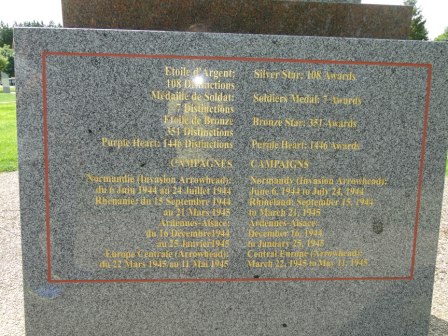 Etoile d'Argent: Silver Star: 108 Awards
108 Distinctions
Médaille de Soldat: Soldiers Medal: 7 Awards
7 Distinctions
Etoile de Bronze Bronze Star: 351 Awards
351 Distinctions
Purple Heart: 1446 Distinctions Purple Heart: 1446 Awards
CAMPAGNES CAMPAIGNS
Normandie (Invasion Arrowhead): Normandy (Invasion Arrowhead):
du 6 Juin 1944 au 24 Juillet 1944 June 6, 1944 to July 24, 1944
Rhénanie: du 15 Septembre 1944 Rhineland: September 15, 1944
au 21 Mars 1945 to March 21, 1945
Ardennes-Alsace: Ardennes-Alsace:
du 16 Décembre 1944 December 16, 1944
au 25 Janvier 1945 to January 25, 1945
Europe Centrale (Arrowhead): Central Europe (Arrowhead):
du 22 Mars 1945 au 11 Mai 1945 March 22, 1945 to May 11, 1945